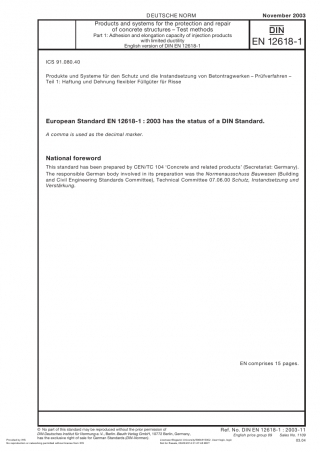 DEUTSCHE NORM
November 2003
Products and systems for the protection and repair
of concrete structures – Test methods
Part 1: Adhesion and elongation capacity of injection products
with limited ductility
English version of DIN EN 12618-1
DIN
EN 12618-1
ICS 91.080.40
Produkte und Systeme für den Schutz und die Instandsetzung von Betontragwerken – Prüfverfahren –
Teil 1: Haftung und Dehnung flexibler Füllgüter für Risse
European Standard EN 12618-1 : 2003 has the status of a DIN Standard.
A comma is used as the decimal marker.
National foreword
This standard has been prepared by CEN/TC 104 'Concrete and related products' (Secretariat: Germany).
The responsible German body involved in its preparation was the Normenausschuss Bauwesen (Building
and Civil Engineering Standards Committee), Technical Committee 07.06.00 Schutz, Instandsetzung und
Verstärkung.
EN comprises 15 pages.
© No part of this standard may be reproduced without the prior permission of
DIN Deutsches Institut für Normung e. V., Berlin. Beuth Verlag GmbH, 10772 Berlin, Germany,
has the exclusive right of sale for German Standards (DIN-Normen).
Ref. No. DIN EN 12618-1 : 2003-11
English price group 09 Sales No. 1109
03.04